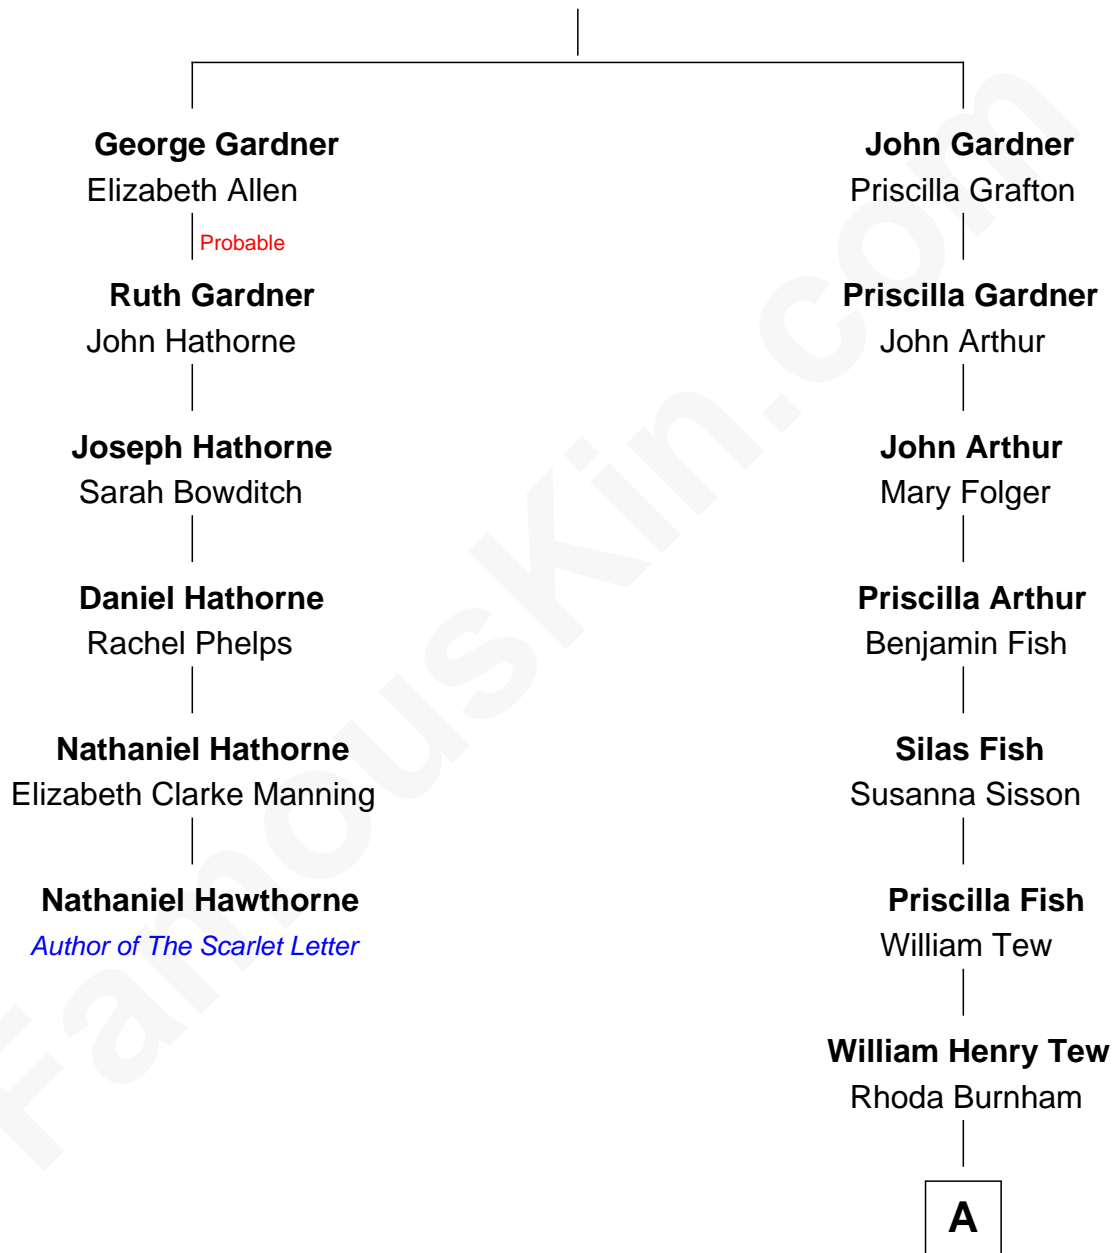 George Gardner
Elizabeth Allen
Probable
Ruth Gardner
John Hathorne
Joseph Hathorne
Sarah Bowditch
Daniel Hathorne
Rachel Phelps
Nathaniel Hathorne
Elizabeth Clarke Manning
Nathaniel Hawthorne
Author of The Scarlet Letter
John Gardner
Priscilla Grafton
Priscilla Gardner
John Arthur
John Arthur
Mary Folger
Priscilla Arthur
Benjamin Fish
Silas Fish
Susanna Sisson
Priscilla Fish
William Tew
William Henry Tew
Rhoda Burnham
A
FamousKin.com